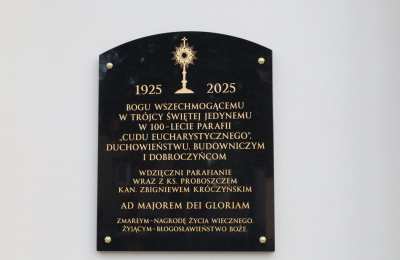 1925 2025
BOGU WSZECHMOGĄCEMU
W TRÓJCY ŚWIĘTEJ JEDYNEMU
W 100-LECIE PARAFII
„CUDU EUCHARYSTYCZNEGO”,
DUCHOWIEŃSTWU, BUDOWNICZYM
I DOBROCZYŃCOM
WDZIĘCZNI PARAFIANIE
WRAZ Z KS. PROBOSZCZEM
KAN. ZBIGNIEWEM KRÓCZYŃSKIM
AD MAJOREM DEI GLORIAM
ZMARŁYM-NAGRODĘ ŻYCIA WIECZNEGO,
ŻYJĄCYM-BŁOGOSŁAWIEŃSTWO BOŻE